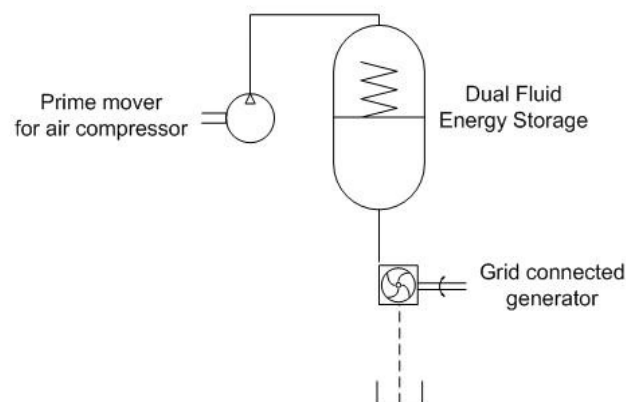 Prime mover
for air compressor
Dual Fluid
Energy Storage
Grid connected
generator